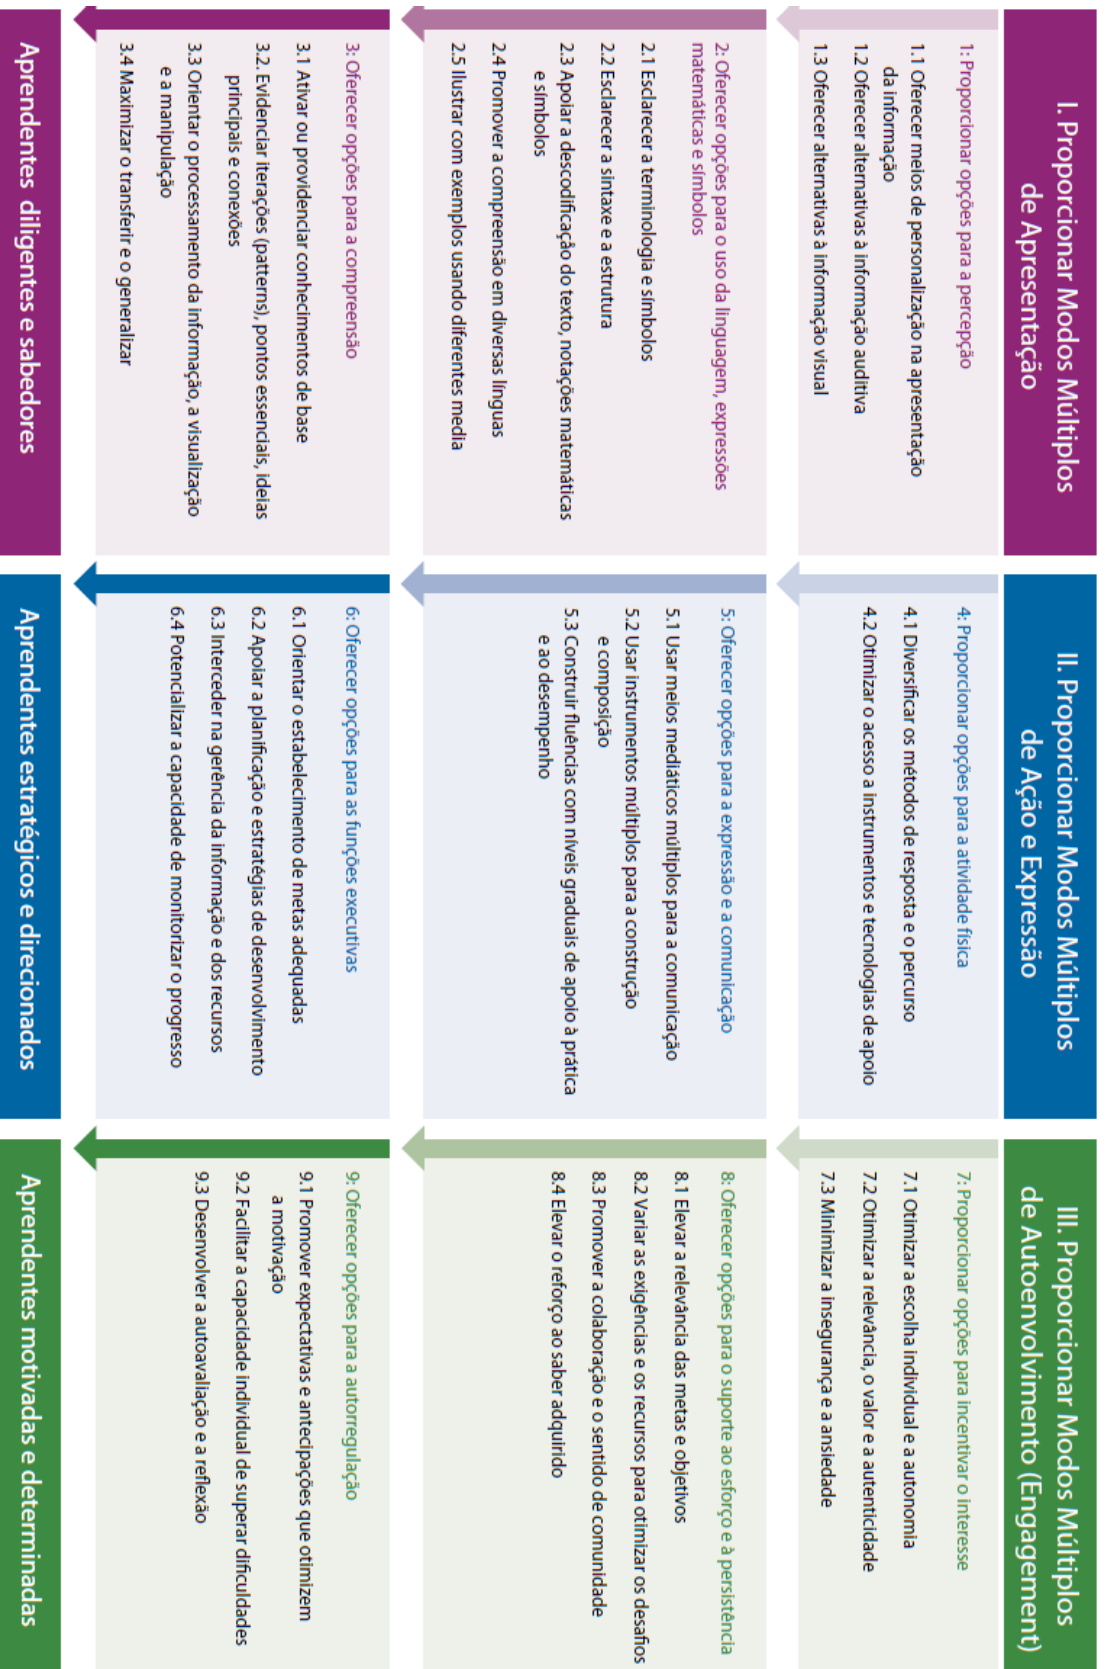 I. Proporcionar Modos Múltiplos
de Apresentação
1: Proporcionar opções para a percepção
1.1 Oferecer meios de personalização na apresentação
da informação
1.2 Oferecer alternativas à informação auditiva
1.3 Oferecer alternativas à informação visual
2: Oferecer opções para o uso da linguagem, expressões
matemáticas e símbolos
2.1 Esclarecer a terminologia e símbolos
2.2 Esclarecer a sintaxe e a estrutura
2.3 Apoiar a descodificação do texto, notações matemáticas
e símbolos
2.4 Promover a compreensão em diversas línguas
2.5 Ilustrar com exemplos usando diferentes media
3: Oferecer opções para a compreensão
3.1 Ativar ou providenciar conhecimentos de base
3.2. Evidenciar iterações (patterns), pontos essenciais, ideias
principais e conexões
3.3 Orientar o processamento da informação, a visualização
e a manipulação
3.4 Maximizar o transferir e o generalizar
Aprendentes diligentes e sabedores
II. Proporcionar Modos Múltiplos
de Ação e Expressão
4: Proporcionar opções para a atividade física
4.1 Diversificar os métodos de resposta e o percurso
4.2 Otimizar o acesso a instrumentos e tecnologias de apoio
5: Oferecer opções para a expressão e a comunicação
5.1 Usar meios mediáticos múltiplos para a comunicação
5.2 Usar instrumentos múltiplos para a construção
e composição
5.3 Construir fluências com níveis graduais de apoio à prática
e ao desempenho
6: Oferecer opções para as funções executivas
6.1 Orientar o estabelecimento de metas adequadas
6.2 Apoiar a planificação e estratégias de desenvolvimento
6.3 Interceder na gerência da informação e dos recursos
6.4 Potencializar a capacidade de monitorizar o progresso
Aprendentes estratégicos e direcionados
III. Proporcionar Modos Múltiplos
de Autoenvolvimento (Engagement)
7: Proporcionar opções para incentivar o interesse
7.1 Otimizar a escolha individual e a autonomia
7.2 Otimizar a relevância, o valor e a autenticidade
7.3 Minimizar a insegurança e a ansiedade
8: Oferecer opções para o suporte ao esforço e à persistência
8.1 Elevar a relevância das metas e objetivos
8.2 Variar as exigências e os recursos para otimizar os desafios
8.3 Promover a colaboração e o sentido de comunidade
8.4 Elevar o reforço ao saber adquirido
9: Oferecer opções para a autorregulação
9.1 Promover expectativas e antecipações que otimizem
a motivação
9.2 Facilitar a capacidade individual de superar dificuldades
9.3 Desenvolver a autoavaliação e a reflexão
Aprendentes motivadas e determinadas